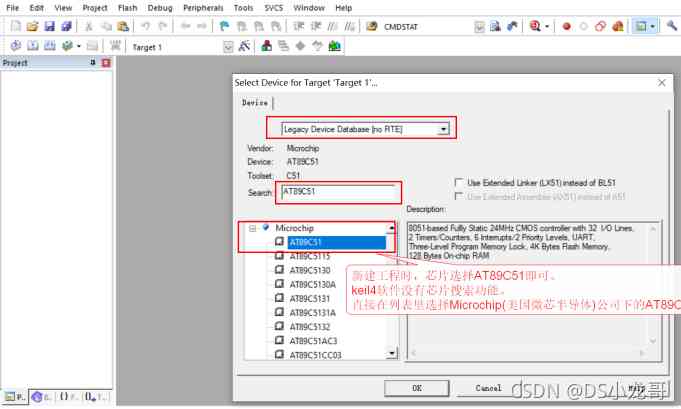 File Edit View Project Flash Debug Peripherals Tools SVCS Window Help
CMDSTAT
Target 1
Project
Select Device for Target 'Target 1'...
Device
Legacy Device Database [no RTE]
Vendor: Microchip
Device: AT89C51
Toolset: C51
Search: AT89C51
Use Extended Linker (LX51) instead of BL51
Use Extended Assembler (AX51) instead of A51
Description:
Microchip
AT89C51
AT89C5115
AT89C5130
AT89C5130A
AT89C5131
AT89C5131A
AT89C5132
AT89C51AC3
AT89C51CC03
8051-based Fully Static 24MHz CMOS controller with 32 I/O Lines,
2 Timers/Counters, 6 Interrupts/2 Priority Levels, UART,
Three-Level Program Memory Lock, 4K Bytes Flash Memory,
128 Bytes On-chip RAM
新建工程时，芯片选择AT89C51即可。
keil4软件没有芯片搜索功能。
直接在列表里选择Microchip(美国微芯半导体)公司下的AT89C
OK Cancel Help
CSDN @DS小龙哥